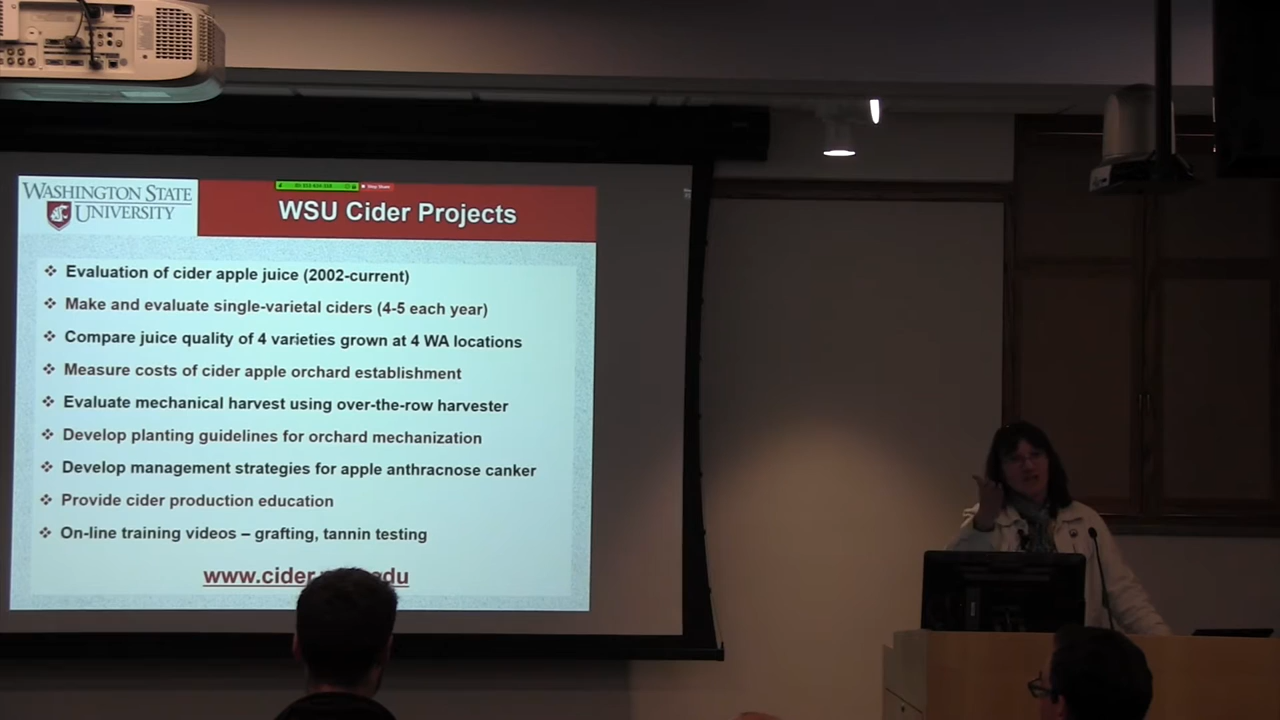 WASHINGTON STATE
UNIVERSITY
Stop Share
WSU Cider Projects
❖ Evaluation of cider apple juice (2002-current)
❖ Make and evaluate single-varietal ciders (4-5 each year)
❖ Compare juice quality of 4 varieties grown at 4 WA locations
❖ Measure costs of cider apple orchard establishment
❖ Evaluate mechanical harvest using over-the-row harvester
❖ Develop planting guidelines for orchard mechanization
❖ Develop management strategies for apple anthracnose canker
❖ Provide cider production education
❖ On-line training videos – grafting, tannin testing
www.cider